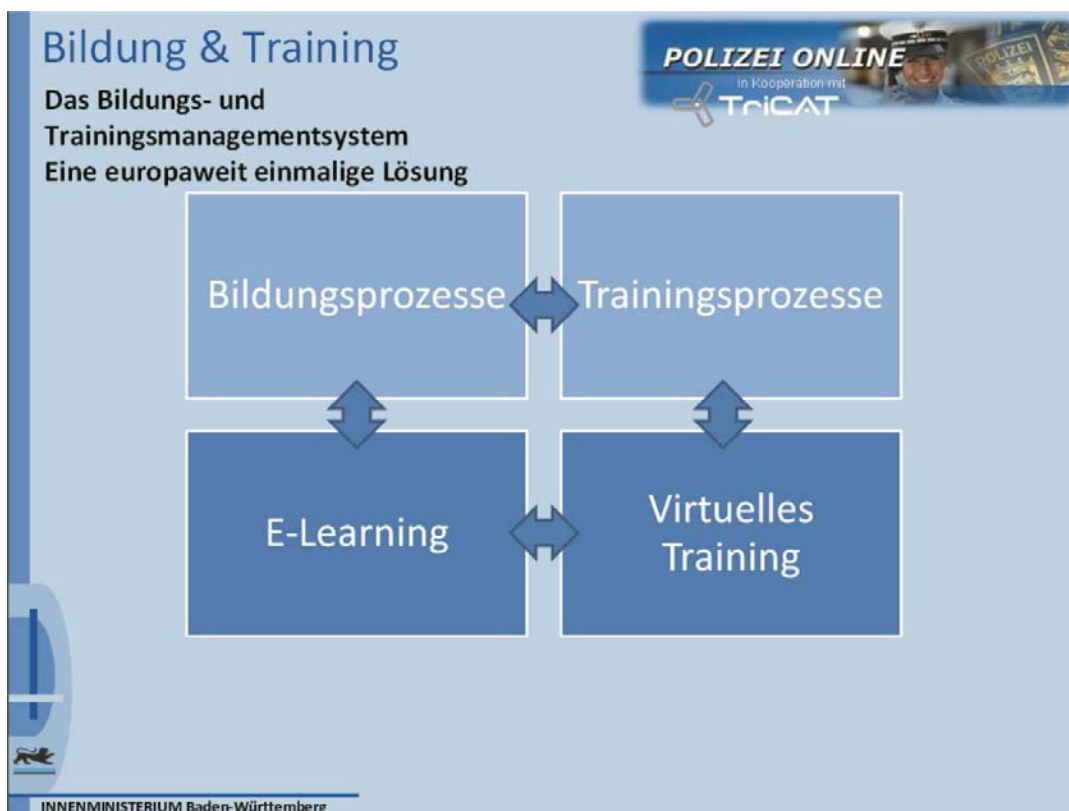 Bildung & Training
Das Bildungs- und
Trainingsmanagementsystem
Eine europaweit einmalige Lösung
POLIZEI ONLINE
in Kooperation mit
TriCAT
POLIZEI
Bildungsprozesse
Trainingsprozesse
E-Learning
Virtuelles
Training
INNENMINISTERIUM Baden-Württemberg